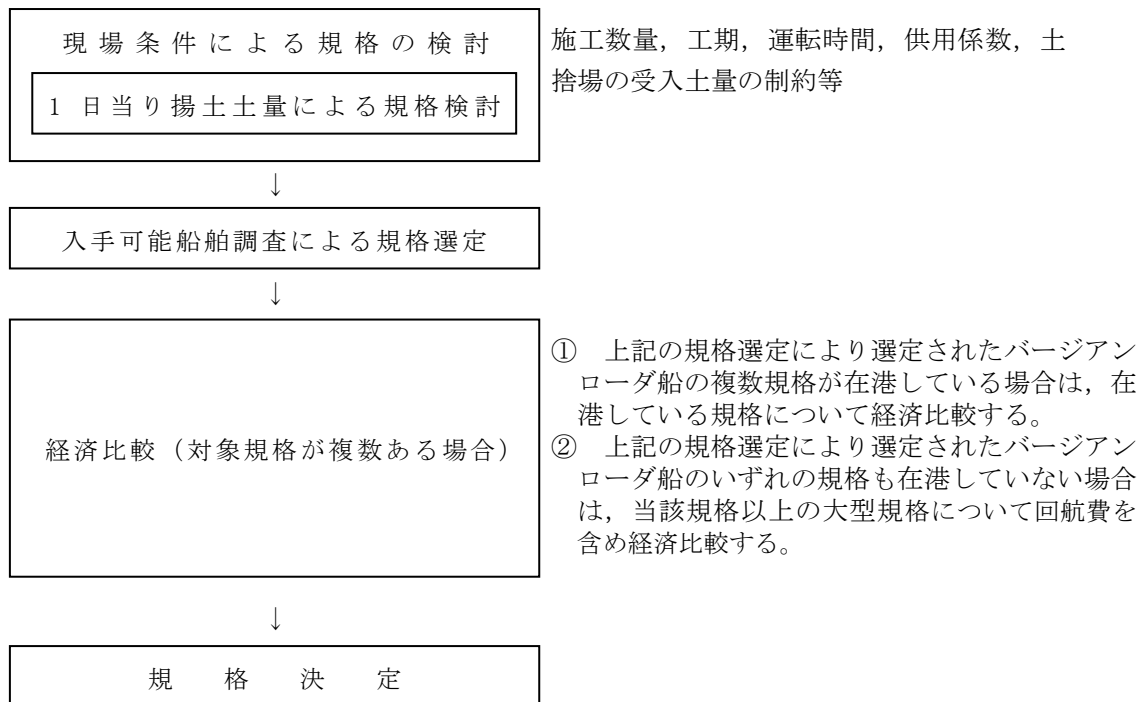 現場条件による規格の検討
施工数量，工期，運転時間，供用係数，土
捨場の受入土量の制約等
1 日当り揚土土量による規格検討
↓
入手可能船舶調査による規格選定
↓
経済比較（対象規格が複数ある場合）
① 上記の規格選定により選定されたバージアン
ローダ船の複数規格が在港している場合は，在
港している規格について経済比較する。
② 上記の規格選定により選定されたバージアン
ローダ船のいずれの規格も在港していない場合
は，当該規格以上の大型規格について回航費を
含め経済比較する。
↓
規 格 決 定